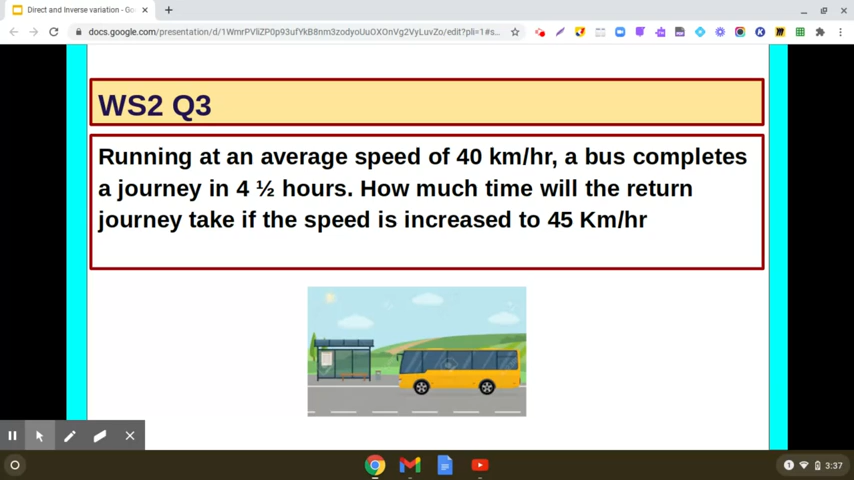 Direct and Inverse variation - Go
docs.google.com/presentation/d/1WmrPVliZP0p93ufYkB8nm3zodyoUuOXOnVg2VyLuvZo/edit?pli=1#s...
WS2 Q3
Running at an average speed of 40 km/hr, a bus completes
a journey in 4 ½ hours. How much time will the return
journey take if the speed is increased to 45 Km/hr
1
3:37